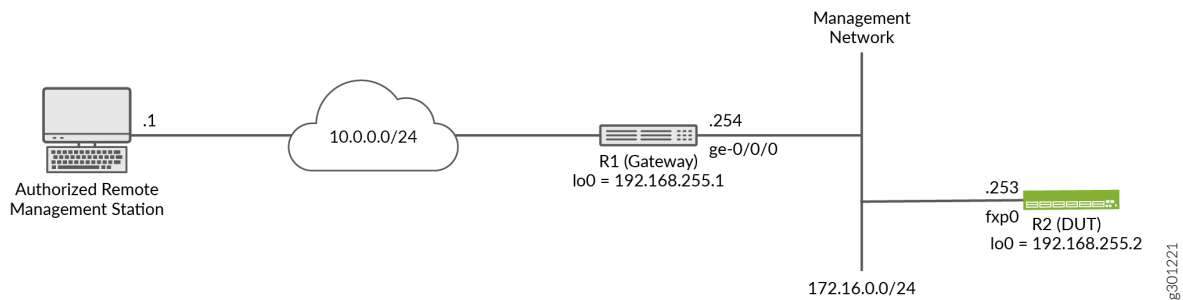 Management
Network
.1
10.0.0.0/24
.254
ge-0/0/0
R1 (Gateway)
lo0 = 192.168.255.1
Authorized Remote
Management Station
.253
fxp0
R2 (DUT)
lo0 = 192.168.255.2
172.16.0.0/24
g301221